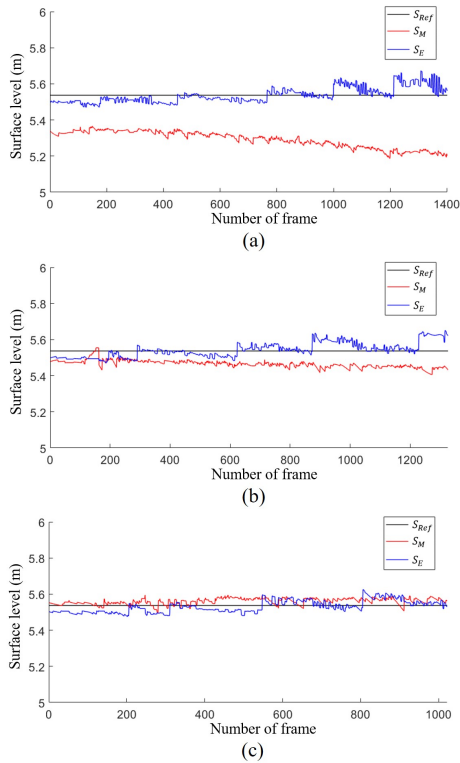 6
5.8
5.6
5.4
5.2
5
Surface level (m)
S_Ref
S_M
S_E
0 200 400 600 800 1000 1200 1400
Number of frame
(a)
6
5.8
5.6
5.4
5.2
5
Surface level (m)
S_Ref
S_M
S_E
0 200 400 600 800 1000 1200
Number of frame
(b)
6
5.8
5.6
5.4
5.2
5
Surface level (m)
S_Ref
S_M
S_E
0 200 400 600 800 1000
Number of frame
(c)